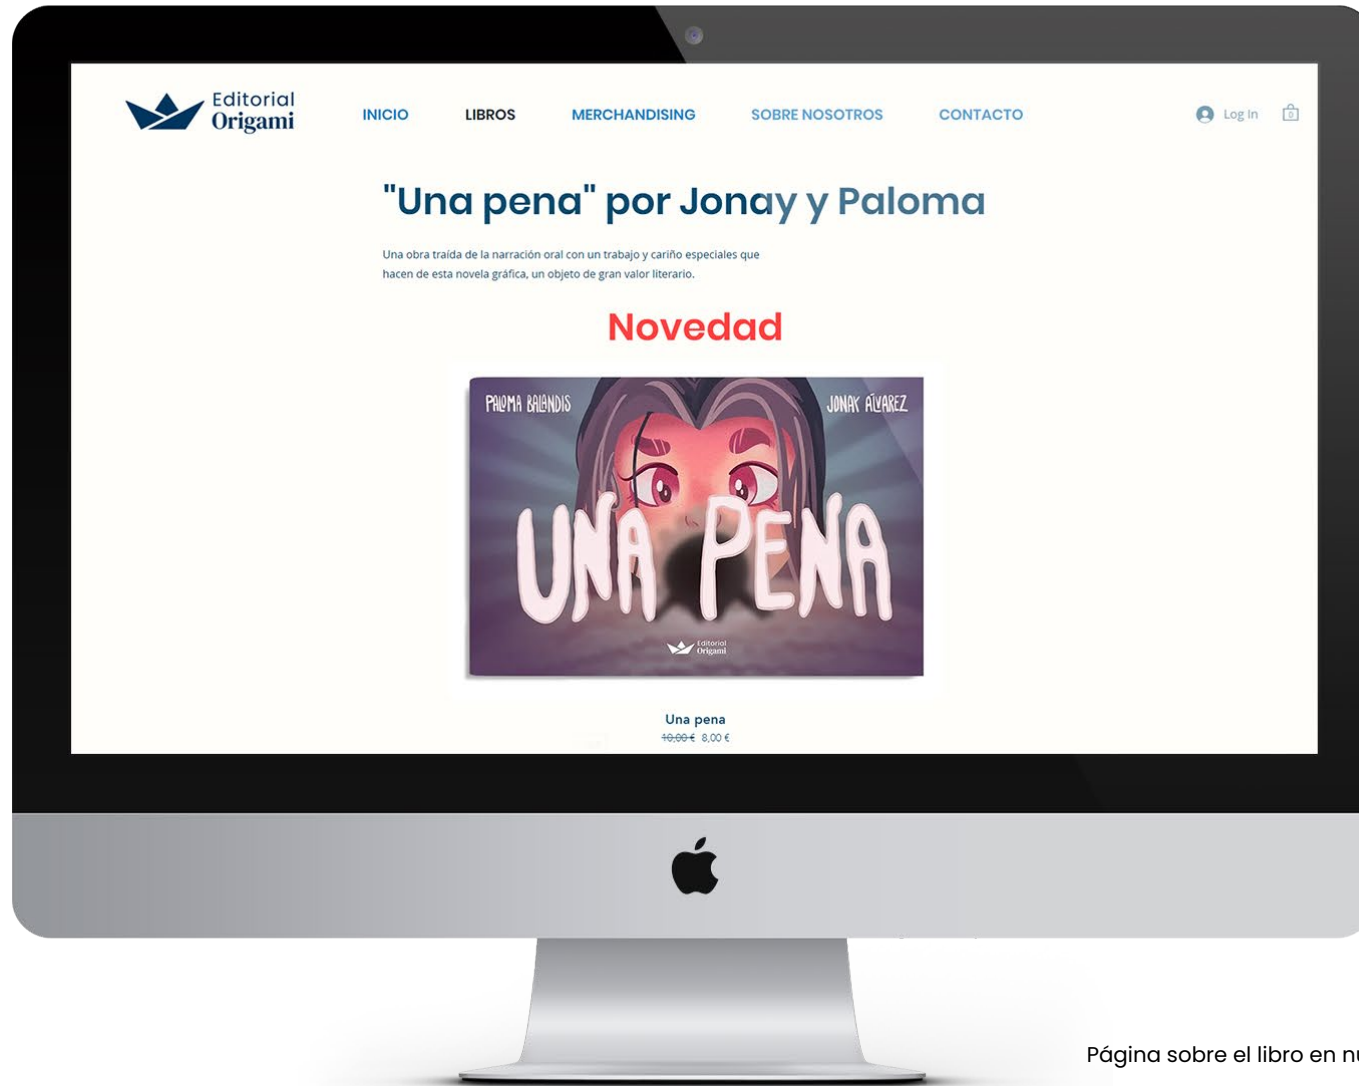 Editorial
Origami
INICIO LIBROS MERCHANDISING SOBRE NOSOTROS CONTACTO Log In 0
"Una pena" por Jonay y Paloma
Una obra traída de la narración oral con un trabajo y cariño especiales que
hacen de esta novela gráfica, un objeto de gran valor literario.
Novedad
PALOMA BALANDIS JONAY ÁLVAREZ
UNA PENA
Editorial
Origami
Una pena
10,00 € 8,00 €
Página sobre el libro en